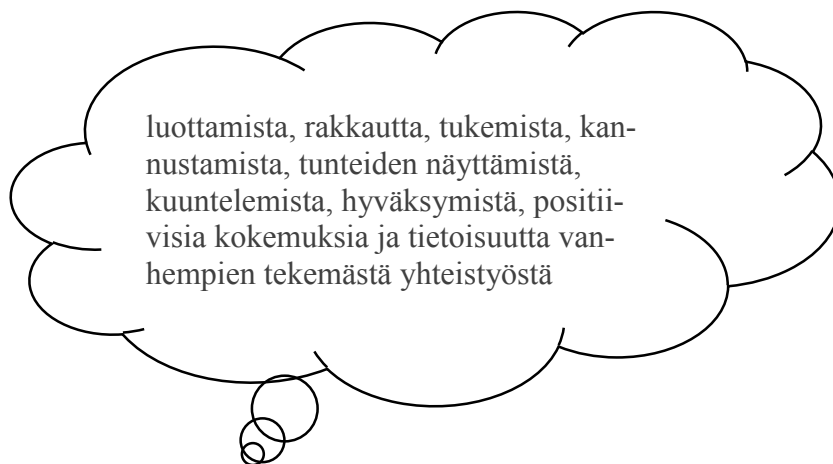 luottamista, rakkautta, tukemista, kan-
nustamista, tunteiden näyttämistä,
kuuntelemista, hyväksymistä, positii-
visia kokemuksia ja tietoisuutta van-
hempien tekemästä yhteistyöstä